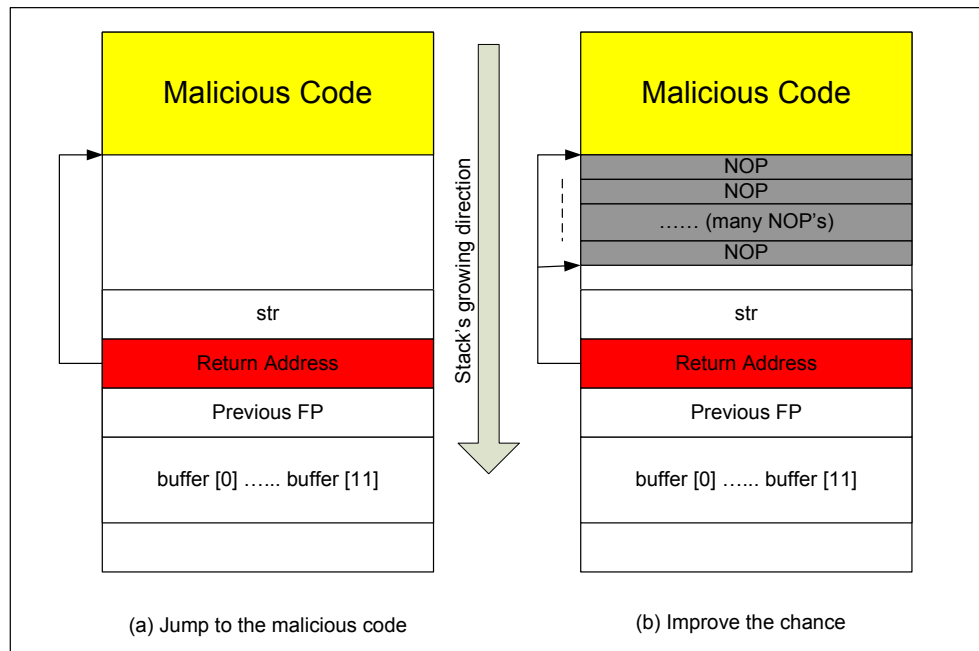 Malicious Code
str
Return Address
Previous FP
buffer [0] …... buffer [11]
(a) Jump to the malicious code
Stack's growing direction
Malicious Code
NOP
NOP
…... (many NOP's)
NOP
str
Return Address
Previous FP
buffer [0] …... buffer [11]
(b) Improve the chance